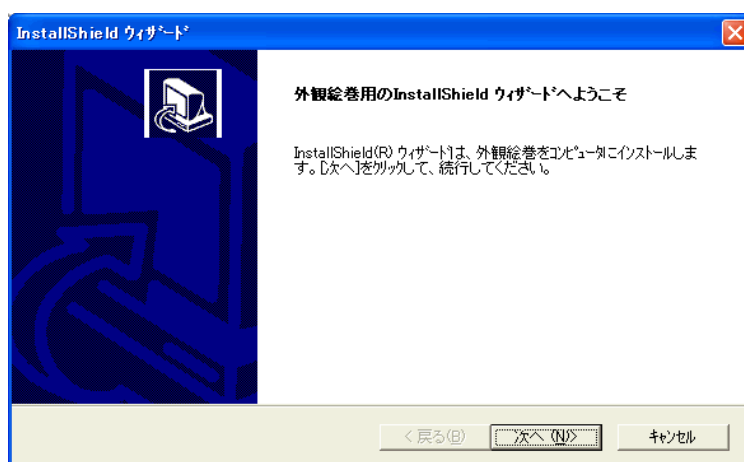 InstallShield ウィザード
外観絵巻用のInstallShield ウィザードへようこそ
InstallShield(R) ウィザードは、外観絵巻をコンピュータにインストールしま
す。[次へ]をクリックして、続行してください。
< 戻る(B)
次へ (N)>
キャンセル